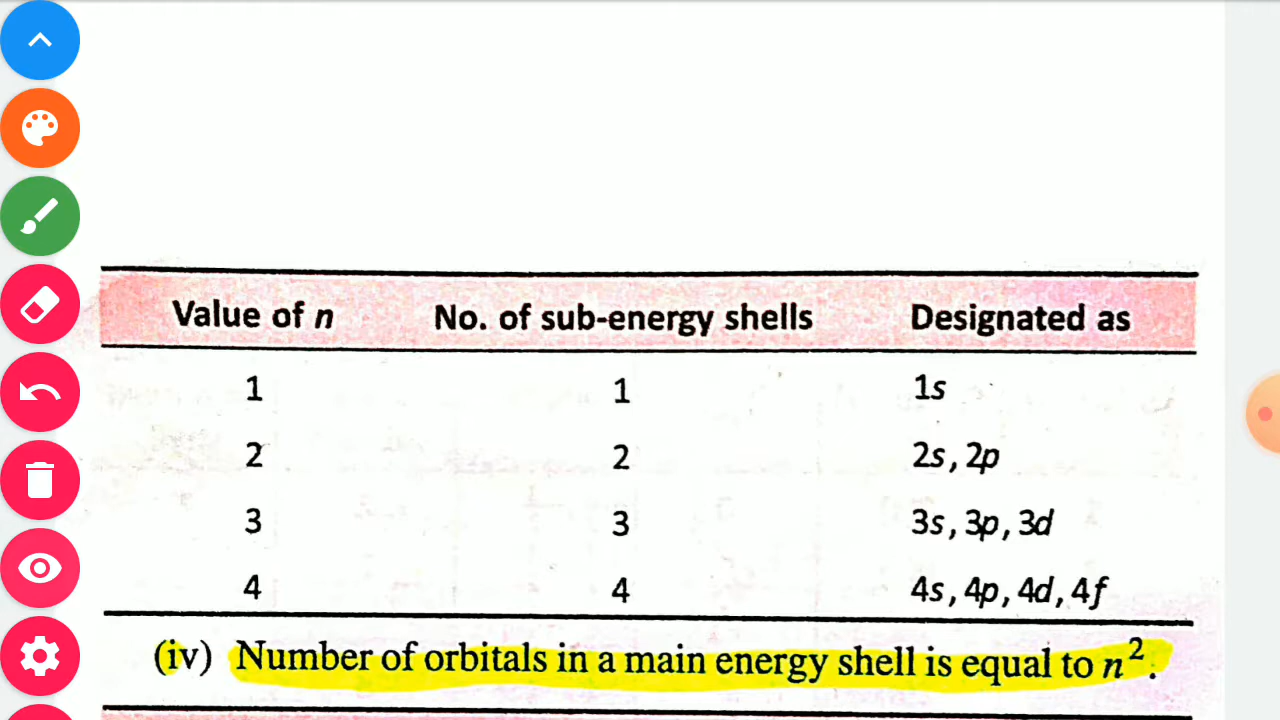 Value of n No. of sub-energy shells Designated as
1 1 1s
2 2 2s, 2p
3 3 3s, 3p, 3d
4 4 4s, 4p, 4d, 4f
(iv) Number of orbitals in a main energy shell is equal to n².